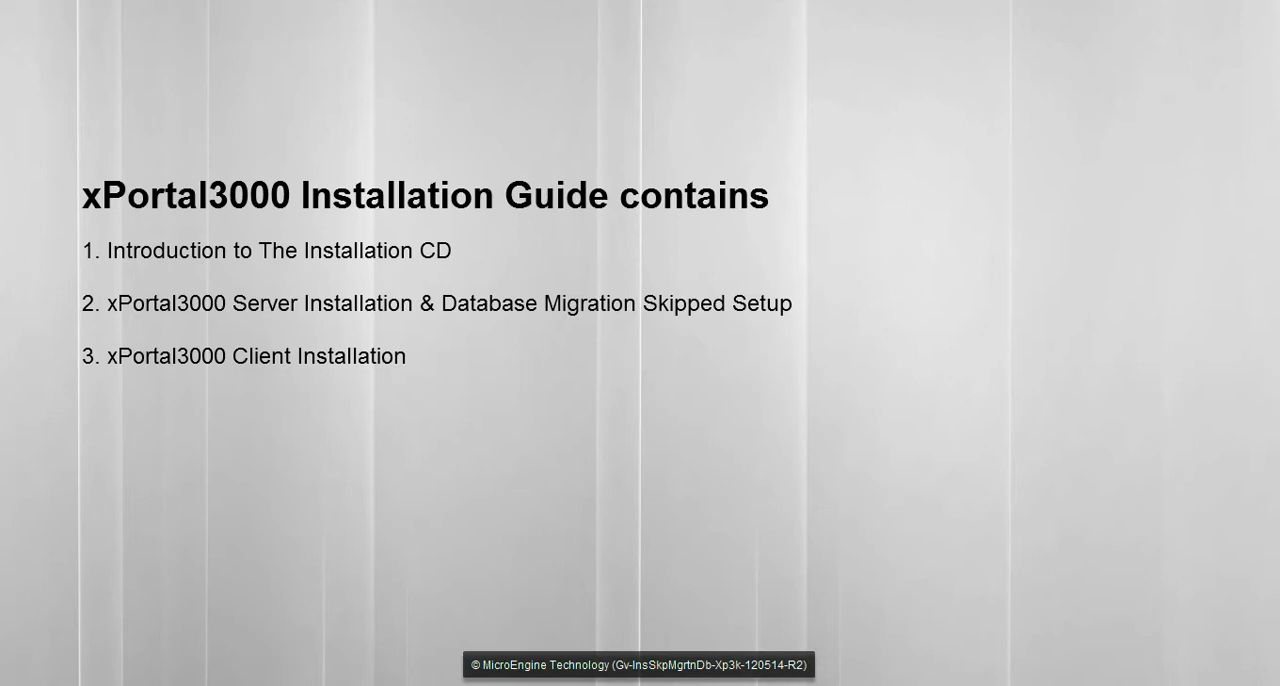 xPortal3000 Installation Guide contains
1. Introduction to The Installation CD
2. xPortal3000 Server Installation & Database Migration Skipped Setup
3. xPortal3000 Client Installation
© MicroEngine Technology (Gv-InsSkpMgrtnDb-Xp3k-120514-R2)